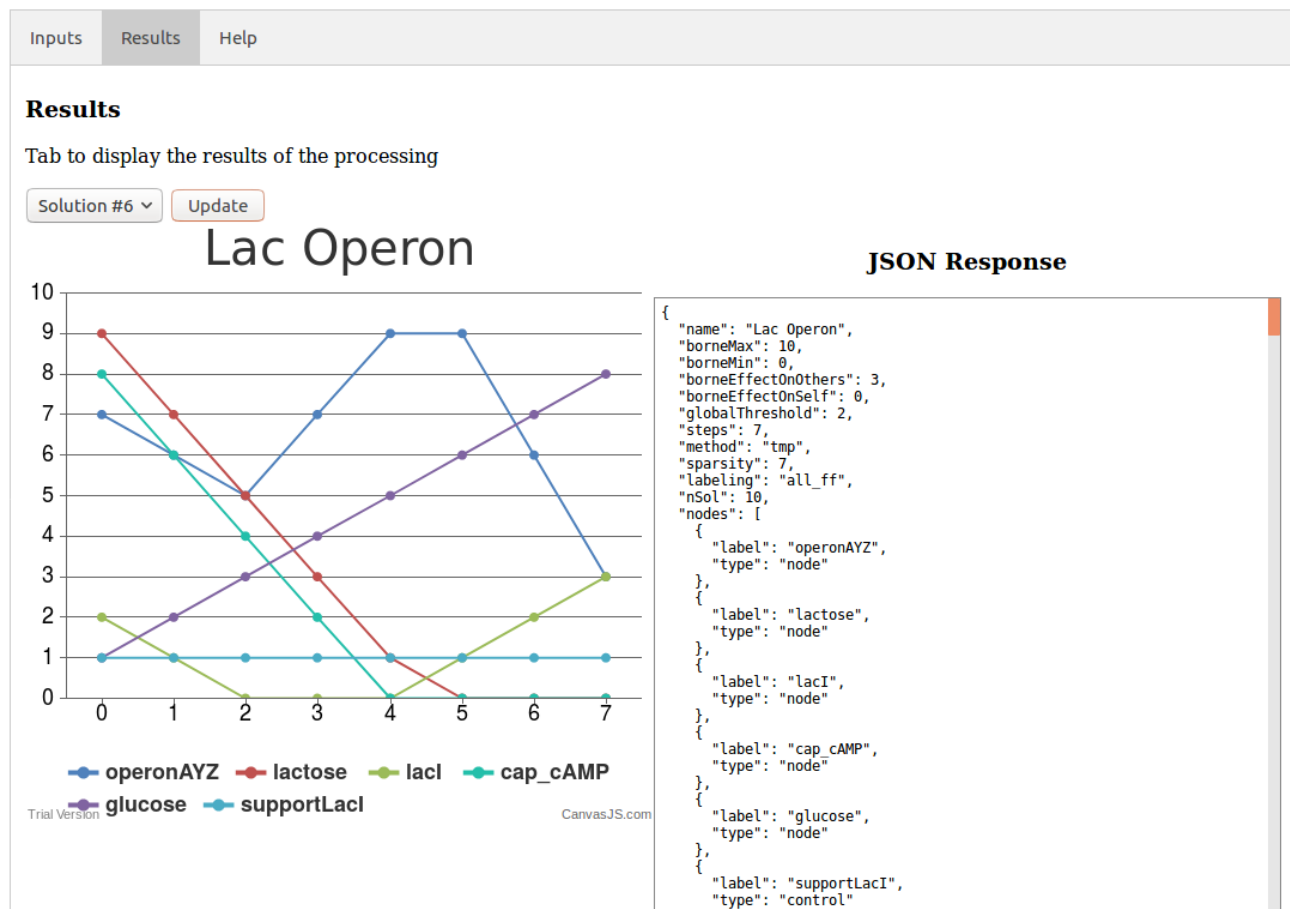 Inputs Results Help
Results
Tab to display the results of the processing
Solution #6 Update
Lac Operon
10
9
8
7
6
5
4
3
2
1
0
0 1 2 3 4 5 6 7
operonAYZ lactose lacI cap_cAMP
glucose supportLacI
Trial Version CanvasJS.com
JSON Response
{
  "name": "Lac Operon",
  "borneMax": 10,
  "borneMin": 0,
  "borneEffectOnOthers": 3,
  "borneEffectOnSelf": 0,
  "globalThreshold": 2,
  "steps": 7,
  "method": "tmp",
  "sparsity": 7,
  "labeling": "all_ff",
  "nSol": 10,
  "nodes": [
    {
      "label": "operonAYZ",
      "type": "node"
    },
    {
      "label": "lactose",
      "type": "node"
    },
    {
      "label": "lacI",
      "type": "node"
    },
    {
      "label": "cap_cAMP",
      "type": "node"
    },
    {
      "label": "glucose",
      "type": "node"
    },
    {
      "label": "supportLacI",
      "type": "control"